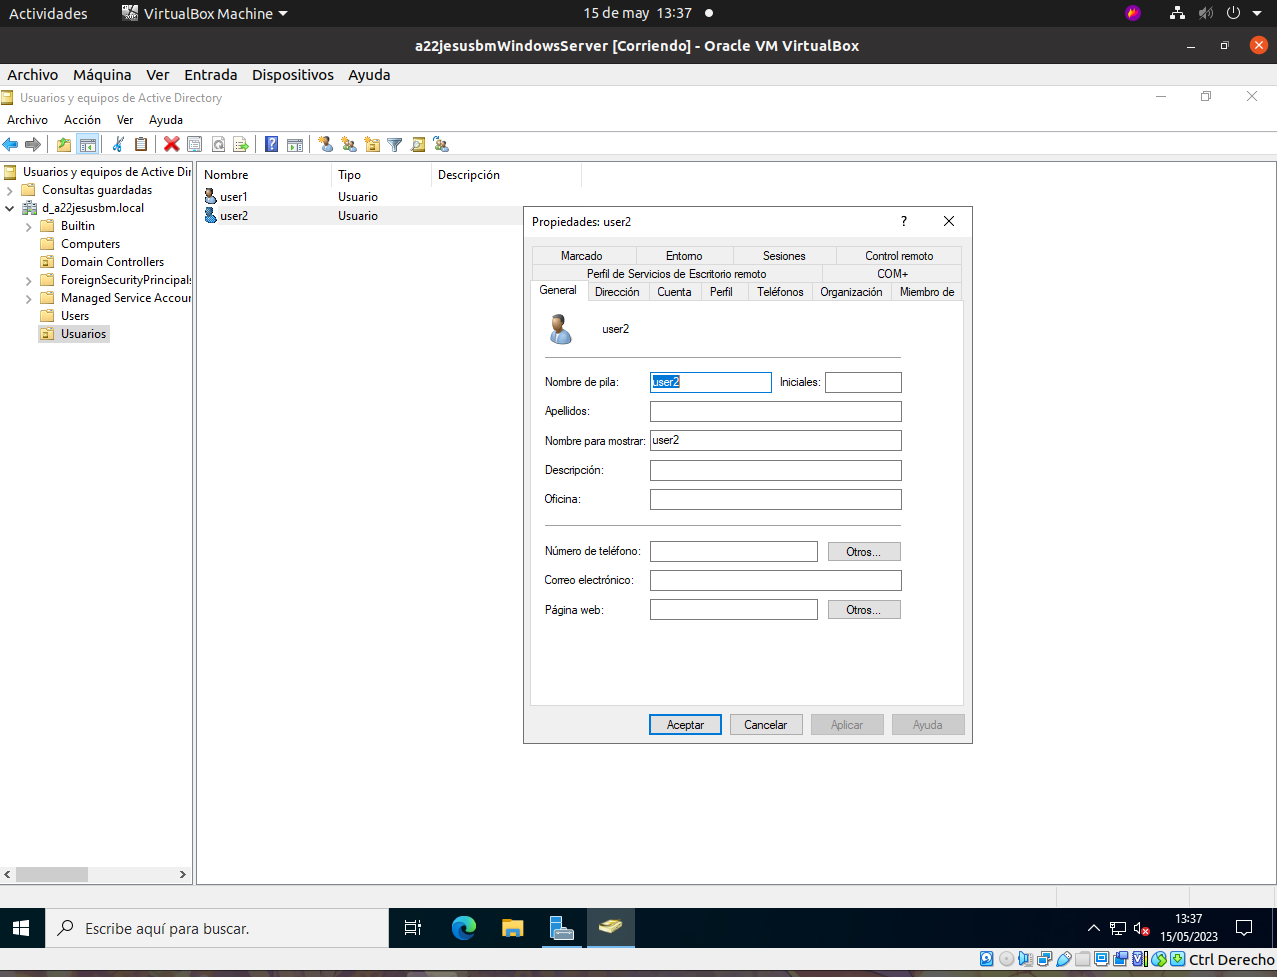 Actividades
VirtualBox Machine
15 de may 13:37
a22jesusbmWindowsServer [Corriendo] - Oracle VM VirtualBox
Archivo Máquina Ver Entrada Dispositivos Ayuda
Usuarios y equipos de Active Directory
Archivo Acción Ver Ayuda
Usuarios y equipos de Active Dir
Consultas guardadas
d_a22jesusbm.local
Builtin
Computers
Domain Controllers
ForeignSecurityPrincipals
Managed Service Accour
Users
Usuarios
Nombre Tipo Descripción
user1 Usuario
user2 Usuario
Propiedades: user2
?
Marcado Entorno Sesiones Control remoto
Perfil de Servicios de Escritorio remoto COM+
General Dirección Cuenta Perfil Teléfonos Organización Miembro de
user2
Nombre de pila: user2 Iniciales:
Apellidos:
Nombre para mostrar: user2
Descripción:
Oficina:
Número de teléfono: Otros...
Correo electrónico:
Página web: Otros...
Aceptar Cancelar Aplicar Ayuda
Escribe aquí para buscar.
13:37
15/05/2023
Ctrl Derecho